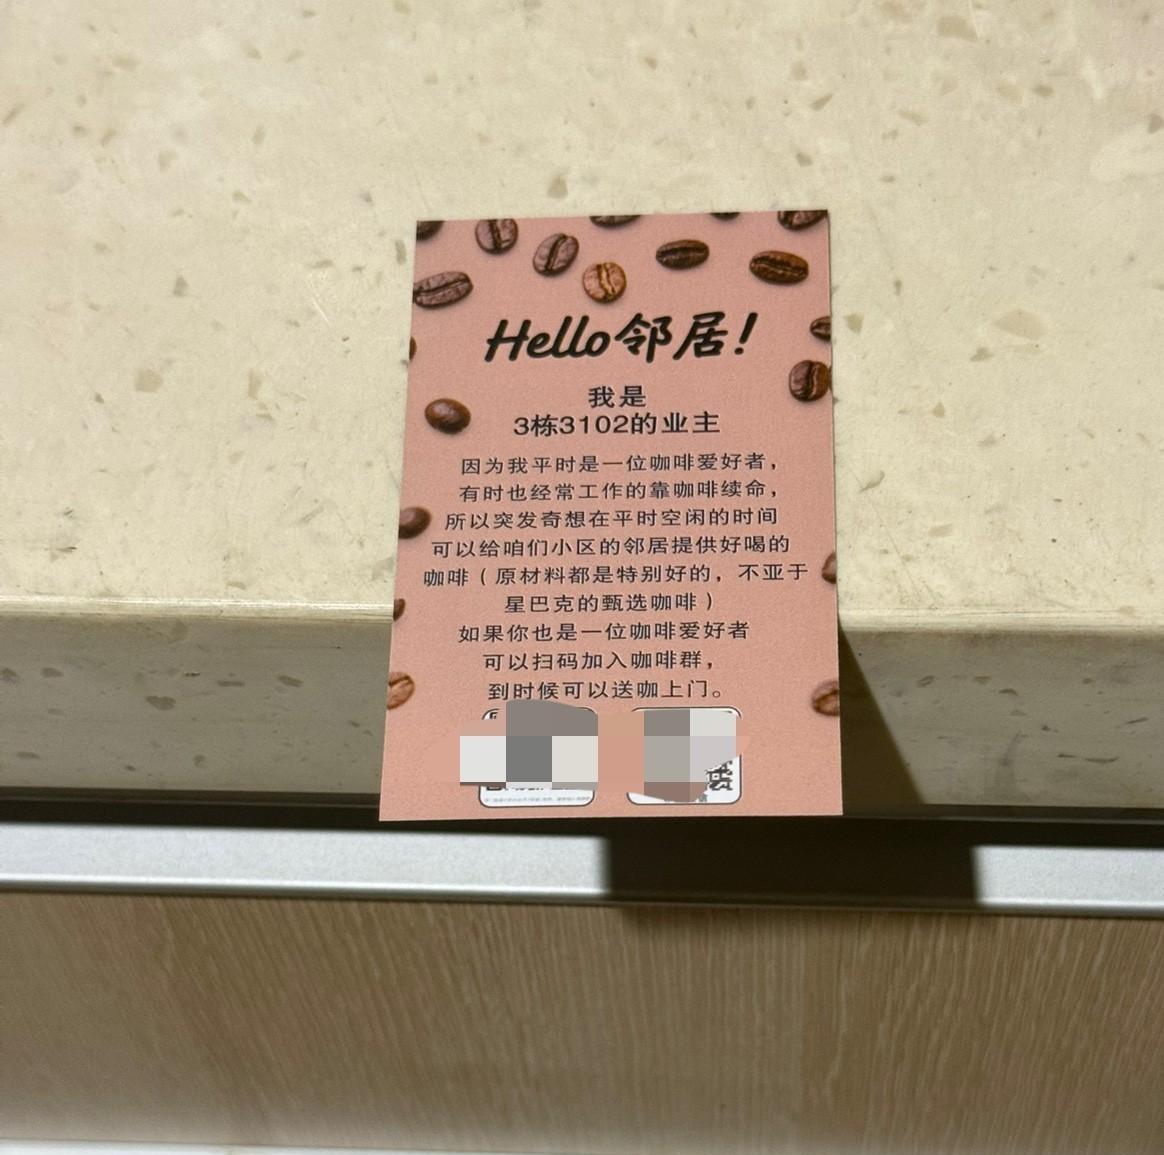 Hello邻居!
我是
3栋3102的业主
因为我平时是一位咖啡爱好者，
有时也经常工作的靠咖啡续命，
所以突发奇想在平时空闲的时间
可以给咱们小区的邻居提供好喝的
咖啡（原材料都是特别好的，不亚于
星巴克的甄选咖啡）
如果你也是一位咖啡爱好者
可以扫码加入咖啡群，
到时候可以送咖上门。